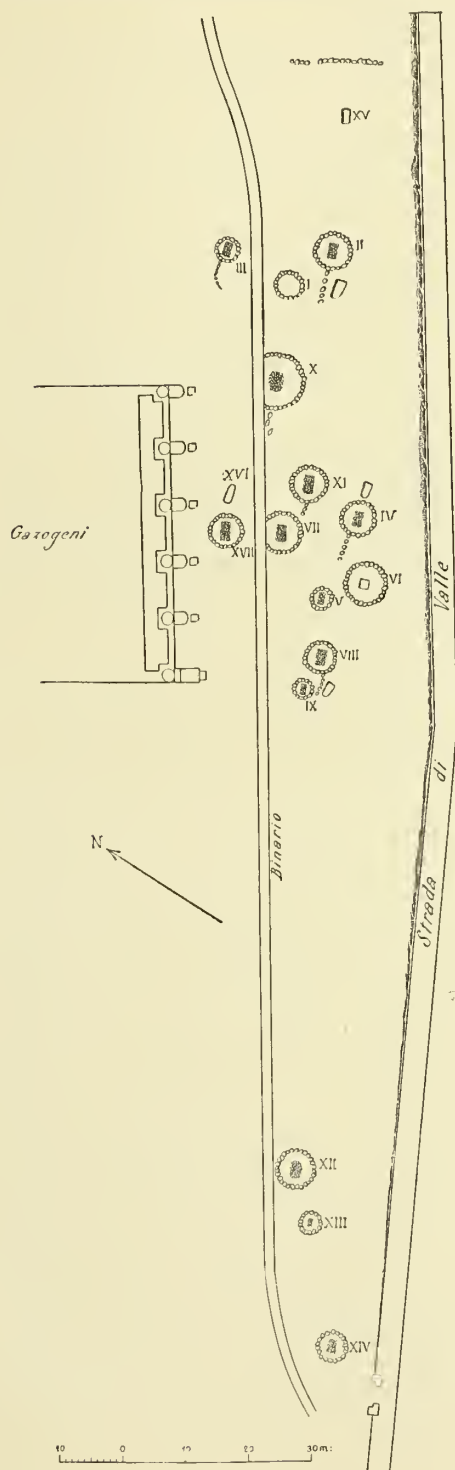 XV
II
III
I
X
Gazogeni
XVI
XI
IV
XVII
VII
VI
V
VIII
IX
Strada di Valle
Binario
N
XII
XIII
XIV
10 0 10 20 30 m: